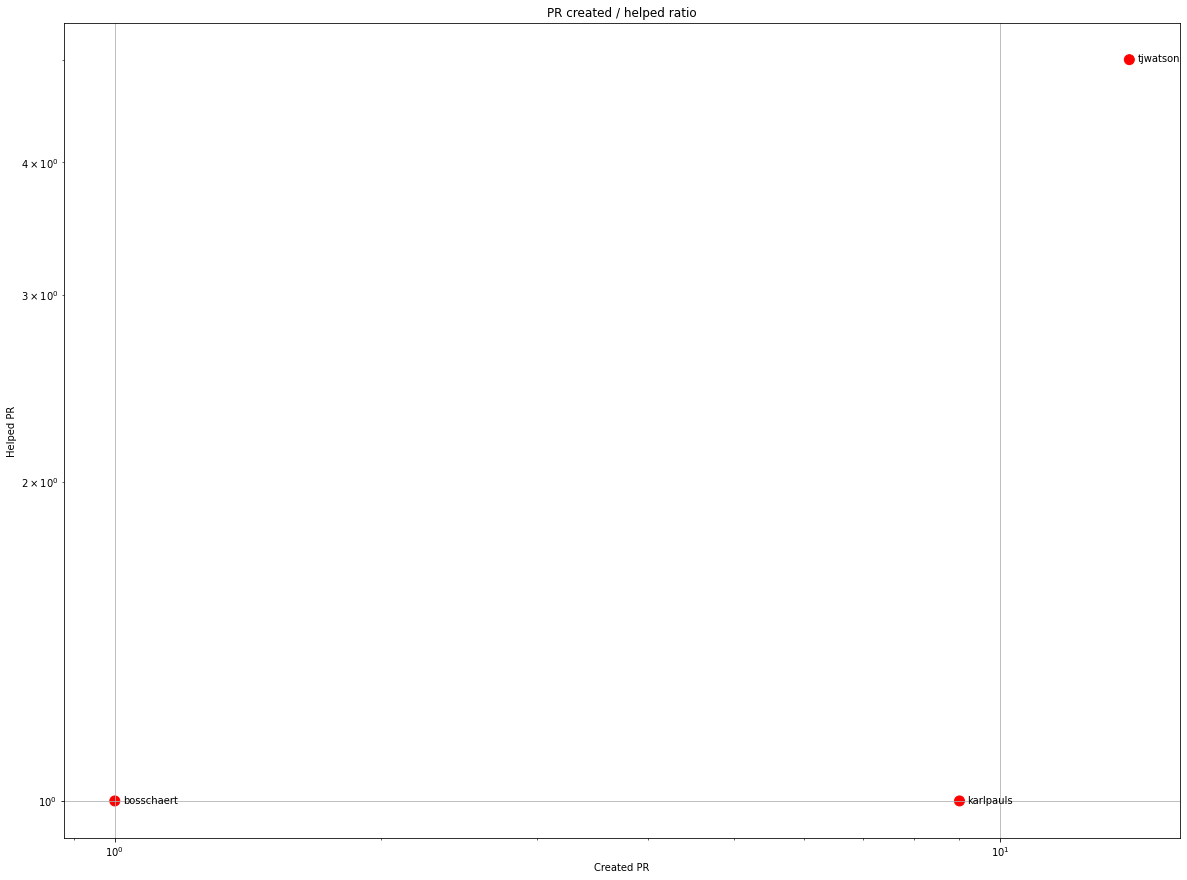 PR created / helped ratio
tjwatson
4 × 10⁰
3 × 10⁰
Helped PR
2 × 10⁰
10⁰
bosschaert
karlpauls
10⁰
10¹
Created PR